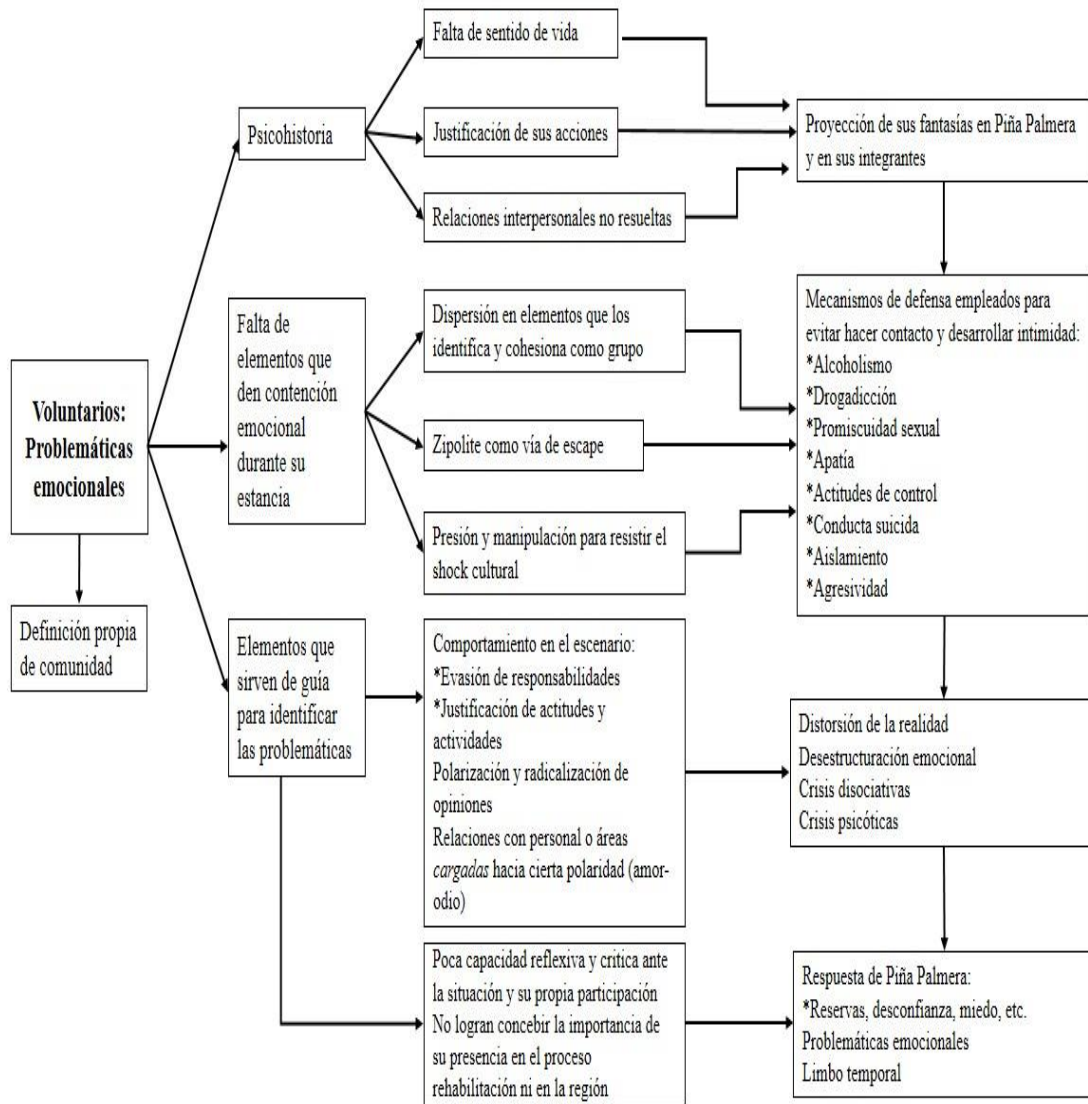 Voluntarios:
Problemáticas
emocionales
Definición propia
de comunidad
Psicohistoria
Falta de sentido de vida
Justificación de sus acciones
Relaciones interpersonales no resueltas
Proyección de sus fantasías en Piña Palmera
y en sus integrantes
Falta de
elementos que
den contención
emocional
durante su
estancia
Dispersión en elementos que los
identifica y cohesiona como grupo
Zipolite como vía de escape
Presión y manipulación para resistir el
shock cultural
Mecanismos de defensa empleados para
evitar hacer contacto y desarrollar intimidad:
*Alcoholismo
*Drogadicción
*Promiscuidad sexual
*Apatía
*Actitudes de control
*Conducta suicida
*Aislamiento
*Agresividad
Elementos que
sirven de guía
para identificar
las problemáticas
Comportamiento en el escenario:
*Evasión de responsabilidades
*Justificación de actitudes y
actividades
Polarización y radicalización de
opiniones
Relaciones con personal o áreas
cargadas hacia cierta polaridad (amor-
odio)
Distorsión de la realidad
Desestructuración emocional
Crisis disociativas
Crisis psicóticas
Poca capacidad reflexiva y critica ante
la situación y su propia participación
No logran concebir la importancia de
su presencia en el proceso
rehabilitación ni en la región
Respuesta de Piña Palmera:
*Reservas, desconfianza, miedo, etc.
Problemáticas emocionales
Limbo temporal